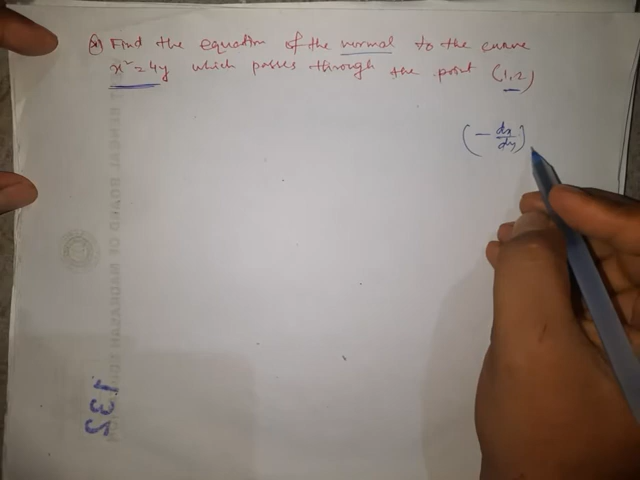 Find the equation of the normal to the curve
x² = 4y which passes through the point (1,2)
(- dx/dy)
132